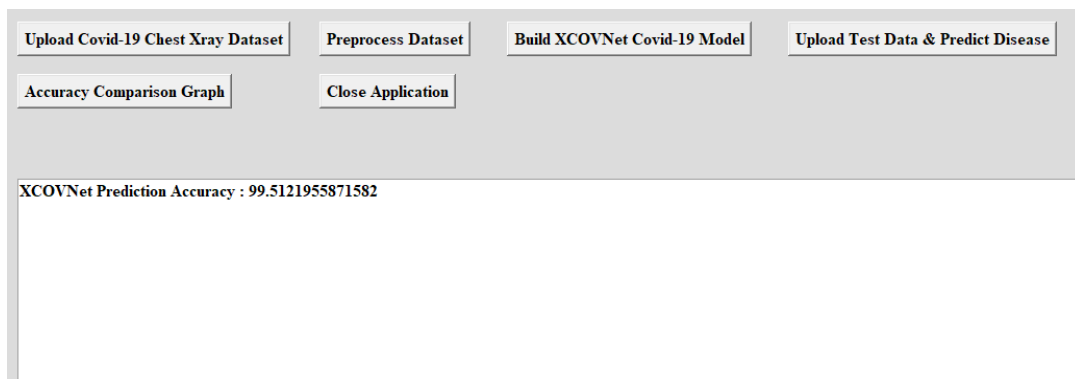 Upload Covid-19 Chest Xray Dataset
Preprocess Dataset
Build XCOVNet Covid-19 Model
Upload Test Data & Predict Disease
Accuracy Comparison Graph
Close Application
XCOVNet Prediction Accuracy : 99.5121955871582